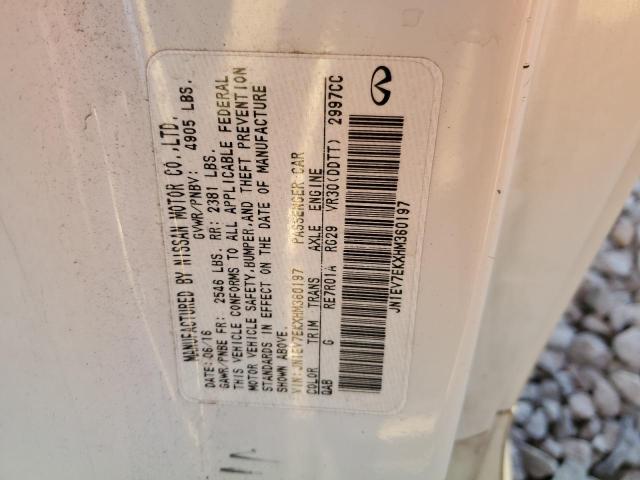 MANUFACTURED BY NISSAN MOTOR CO.,LTD.
DATE:06/16 GVWR/PNBV: 4905 LBS.
GAWR/PNBE FR: 2546 LBS. RR: 2381 LBS.
THIS VEHICLE CONFORMS TO ALL APPLICABLE FEDERAL
MOTOR VEHICLE SAFETY,BUMPER,AND THEFT PREVENTION
STANDARDS IN EFFECT ON THE DATE OF MANUFACTURE
SHOWN ABOVE.
VIN:JN1EV7EKXHM360197 PASSENGER CAR
COLOR TRIM TRANS AXLE ENGINE
QAB G RE7R01A RG29 VR30(DDTT) 2997CC
JN1EV7EKXHM360197